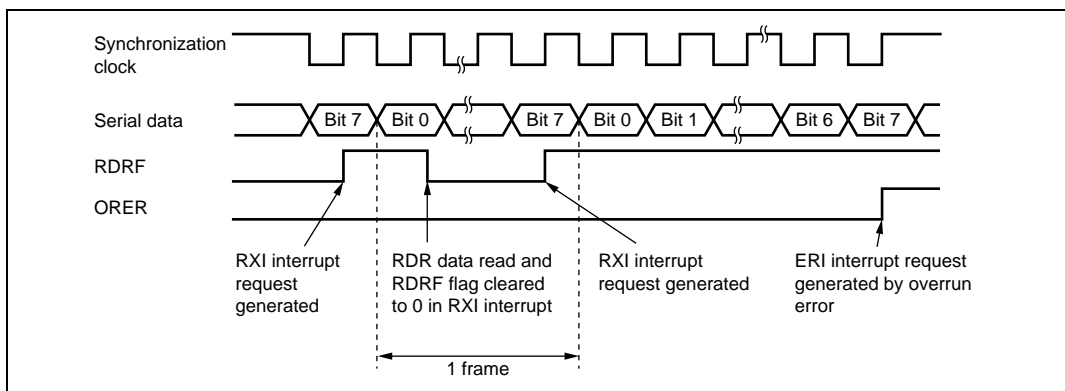 Synchronization
clock
Serial data
Bit 7
Bit 0
Bit 7
Bit 0
Bit 1
Bit 6
Bit 7
RDRF
ORER
RXI interrupt
request
generated
RDR data read and
RDRF flag cleared
to 0 in RXI interrupt
RXI interrupt
request generated
ERI interrupt request
generated by overrun
error
1 frame